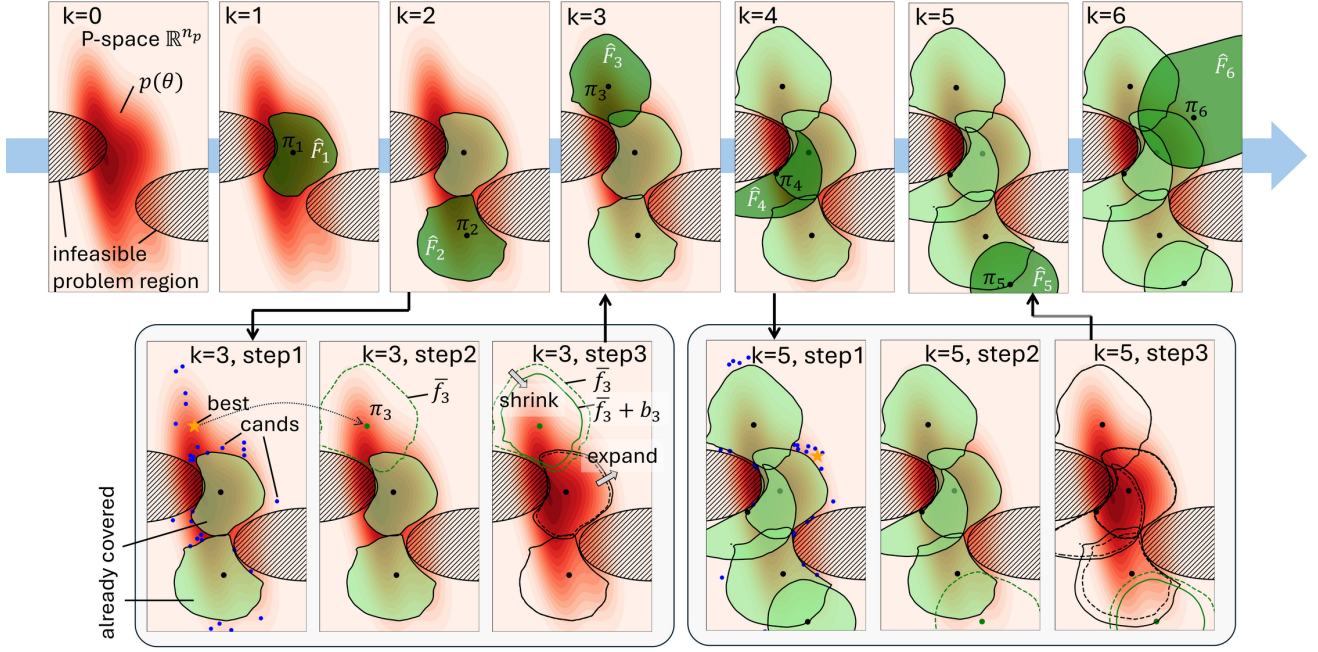 k=0
P-space ℝ^{n_p}
p(θ)
infeasible
problem region
k=1
π₁
F̂₁
k=2
π₂
F̂₂
k=3
F̂₃
π₃
k=4
π₄
F̂₄
k=5
π₅
F̂₅
k=6
F̂₆
π₆
k=3, step1
best
cands
already covered
k=3, step2
f̅₃
π₃
k=3, step3
f̅₃
shrink
f̅₃ + b₃
expand
k=5, step1
k=5, step2
k=5, step3